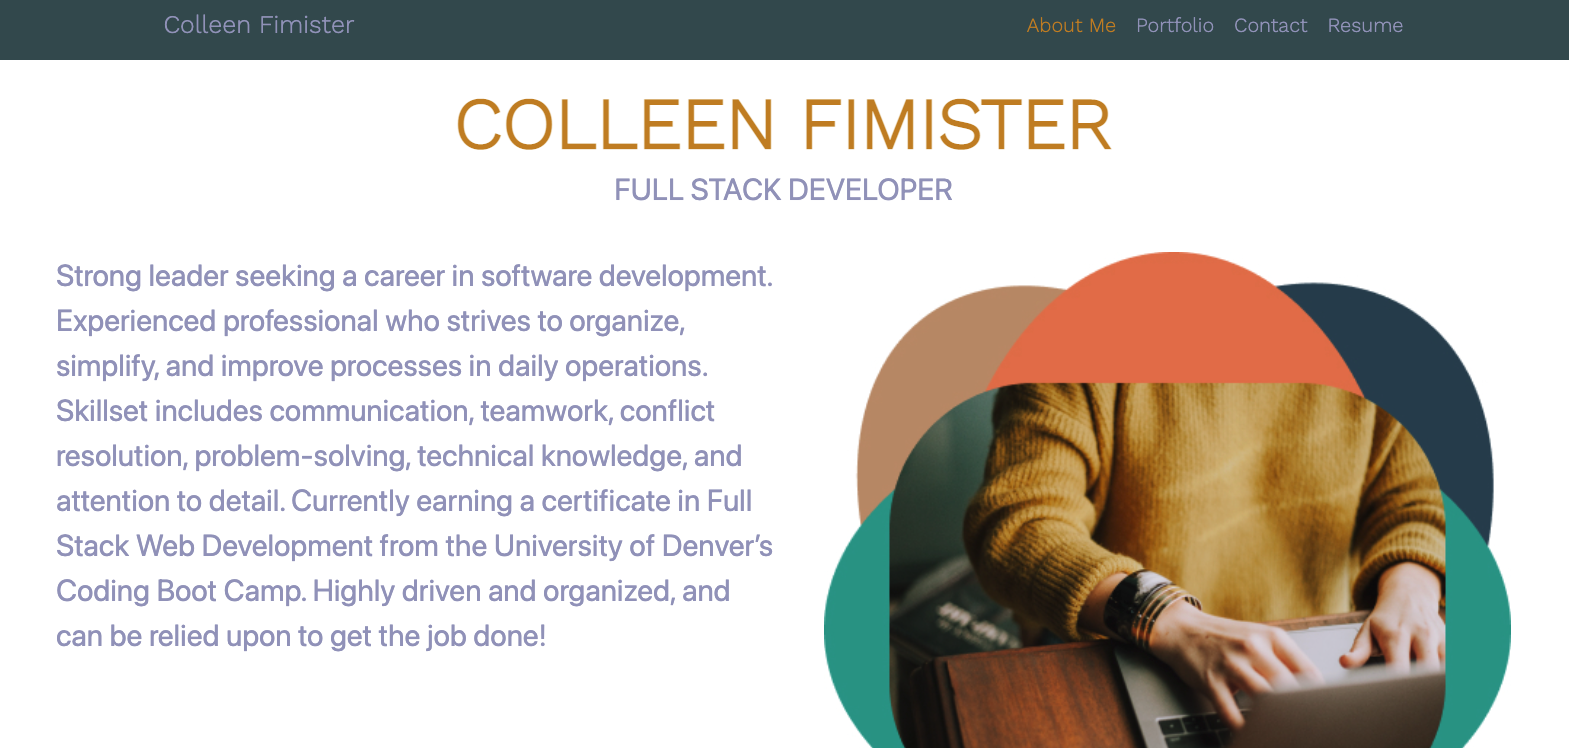 Colleen Fimister
About Me Portfolio Contact Resume
COLLEEN FIMISTER
FULL STACK DEVELOPER
Strong leader seeking a career in software development.
Experienced professional who strives to organize,
simplify, and improve processes in daily operations.
Skillset includes communication, teamwork, conflict
resolution, problem-solving, technical knowledge, and
attention to detail. Currently earning a certificate in Full
Stack Web Development from the University of Denver’s
Coding Boot Camp. Highly driven and organized, and
can be relied upon to get the job done!